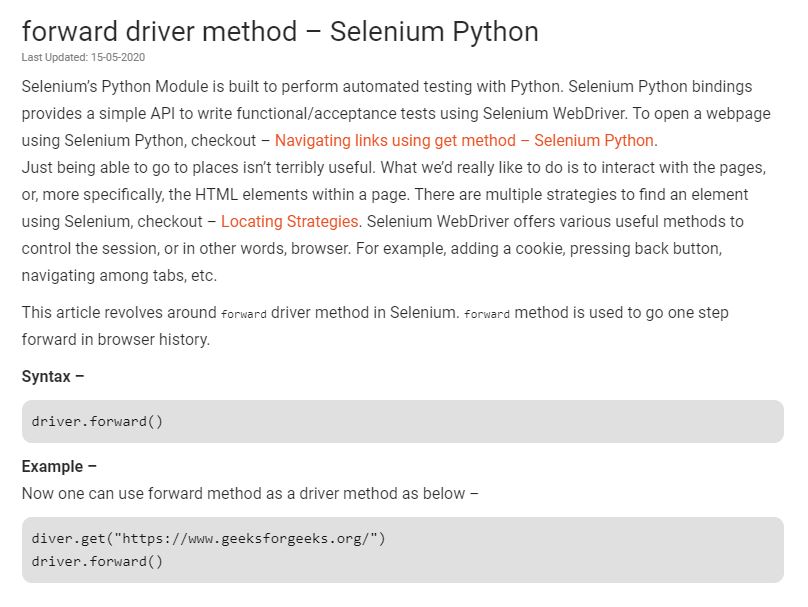 forward driver method – Selenium Python
Last Updated: 15-05-2020
Selenium’s Python Module is built to perform automated testing with Python. Selenium Python bindings
provides a simple API to write functional/acceptance tests using Selenium WebDriver. To open a webpage
using Selenium Python, checkout – Navigating links using get method – Selenium Python.
Just being able to go to places isn’t terribly useful. What we’d really like to do is to interact with the pages,
or, more specifically, the HTML elements within a page. There are multiple strategies to find an element
using Selenium, checkout – Locating Strategies. Selenium WebDriver offers various useful methods to
control the session, or in other words, browser. For example, adding a cookie, pressing back button,
navigating among tabs, etc.
This article revolves around forward driver method in Selenium. forward method is used to go one step
forward in browser history.
Syntax –
driver.forward()
Example –
Now one can use forward method as a driver method as below –
diver.get("https://www.geeksforgeeks.org/")
driver.forward()